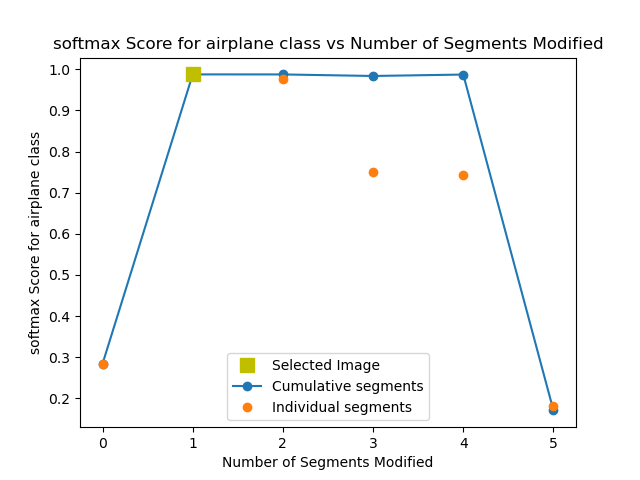 softmax Score for airplane class vs Number of Segments Modified
softmax Score for airplane class
1.0
0.9
0.8
0.7
0.6
0.5
0.4
0.3
0.2
Selected Image
Cumulative segments
Individual segments
0 1 2 3 4 5
Number of Segments Modified